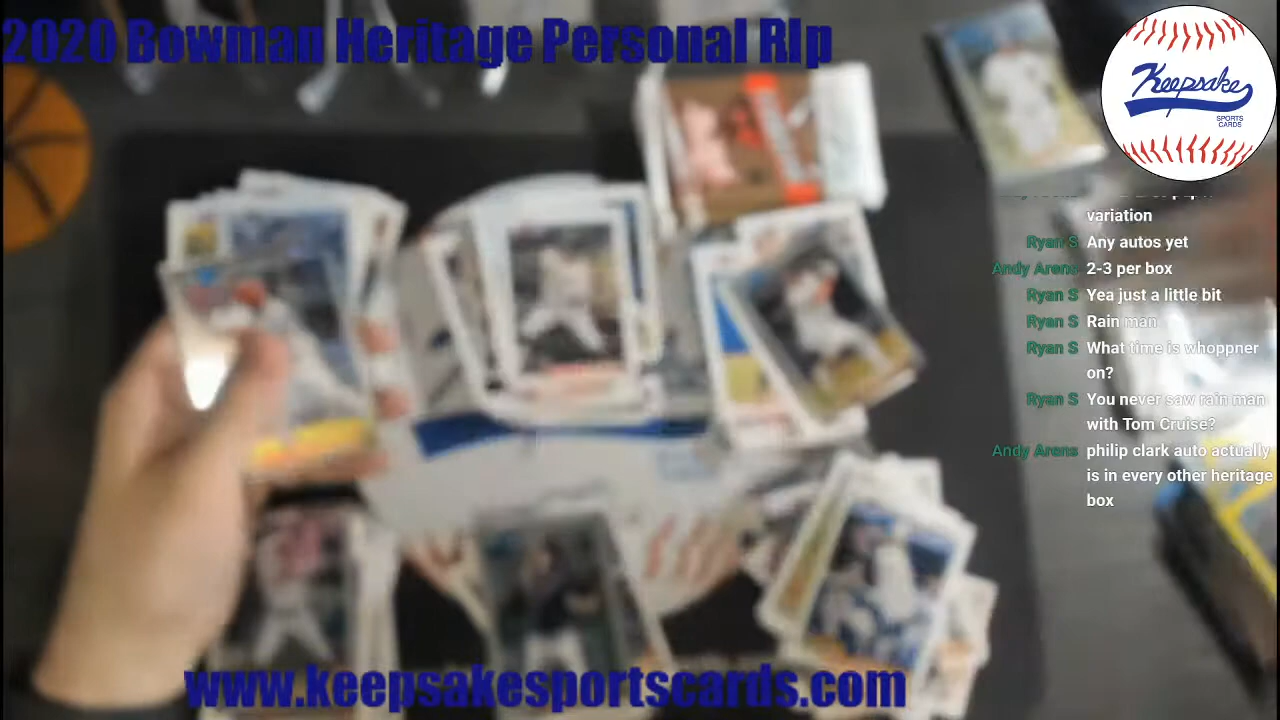 2020 Bowman Heritage Personal Rip
Keepsake
SPORTS
CARDS
variation
Ryan S Any autos yet
Andy Arens 2-3 per box
Ryan S Yea just a little bit
Ryan S Rain man
Ryan S What time is whoppner
on?
Ryan S You never saw rain man
with Tom Cruise?
Andy Arens philip clark auto actually
is in every other heritage
box
www.keepsakesportscards.com